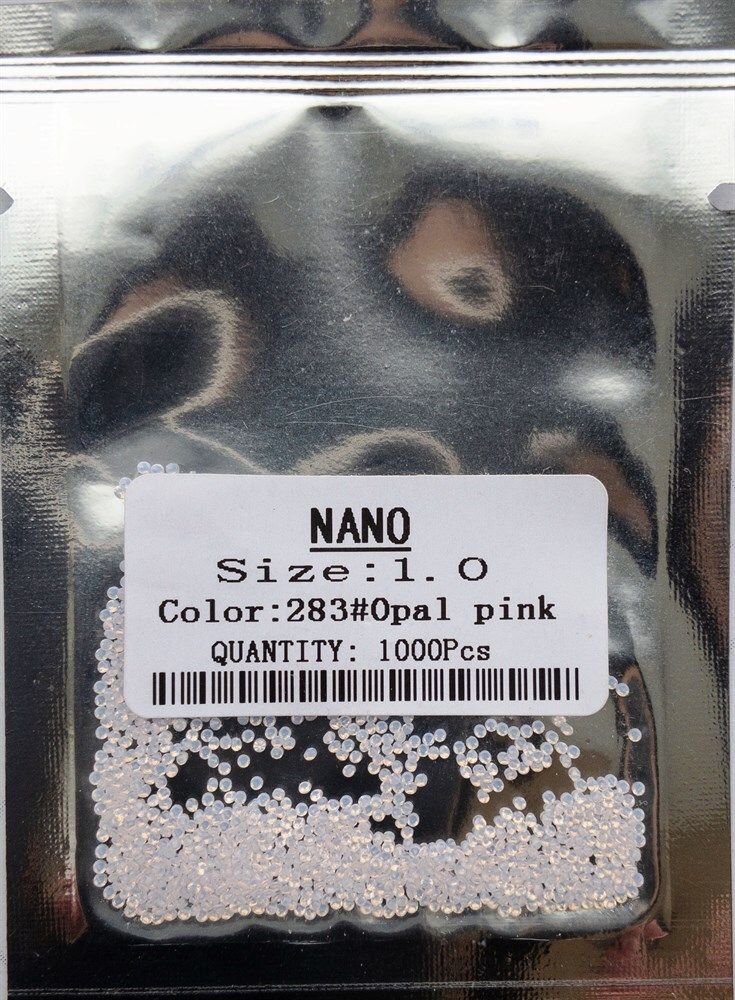 NANO
Size:1.0
Color:283#Opal pink
QUANTITY: 1000Pcs